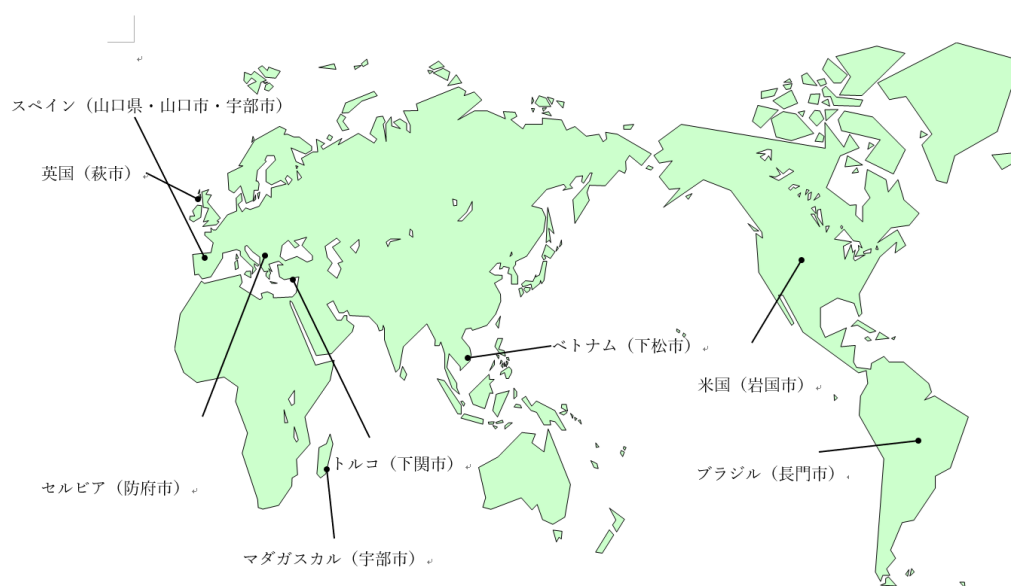 スペイン（山口県・山口市・宇部市）
英国（萩市）
ベトナム（下松市）
米国（岩国市）
トルコ（下関市）
ブラジル（長門市）
セルビア（防府市）
マダガスカル（宇部市）